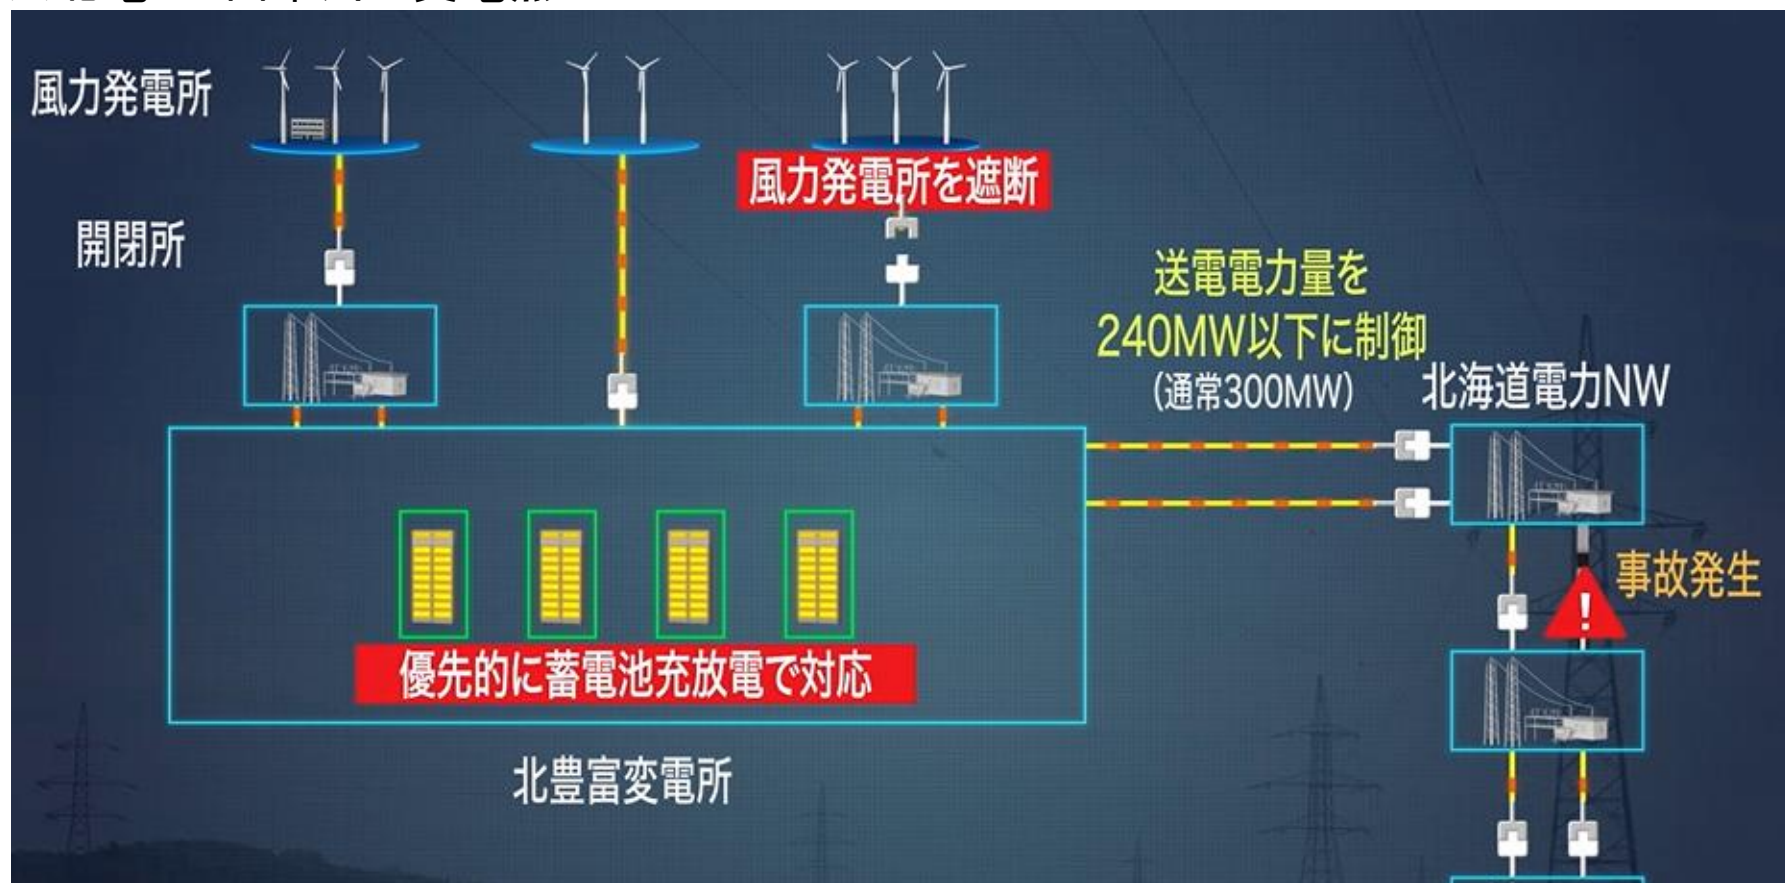 風力発電所
風力発電所を遮断
開閉所
送電電力量を
240MW以下に制御
(通常300MW)
北海道電力NW
事故発生
!
優先的に蓄電池充放電で対応
北豊富変電所